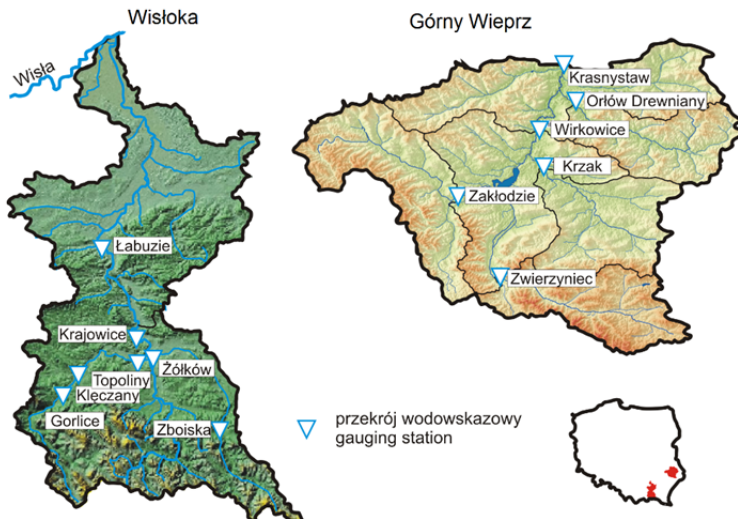 Wisłoka
Wisła
Łabuzie
Krajowice
Żółków
Topoliny
Klęczany
Gorlice
Zboiska
Górny Wieprz
Krasnystaw
Orłów Drewniany
Wirkowice
Krzak
Zakłodzie
Zwierzyniec
przekrój wodowskazowy
gauging station